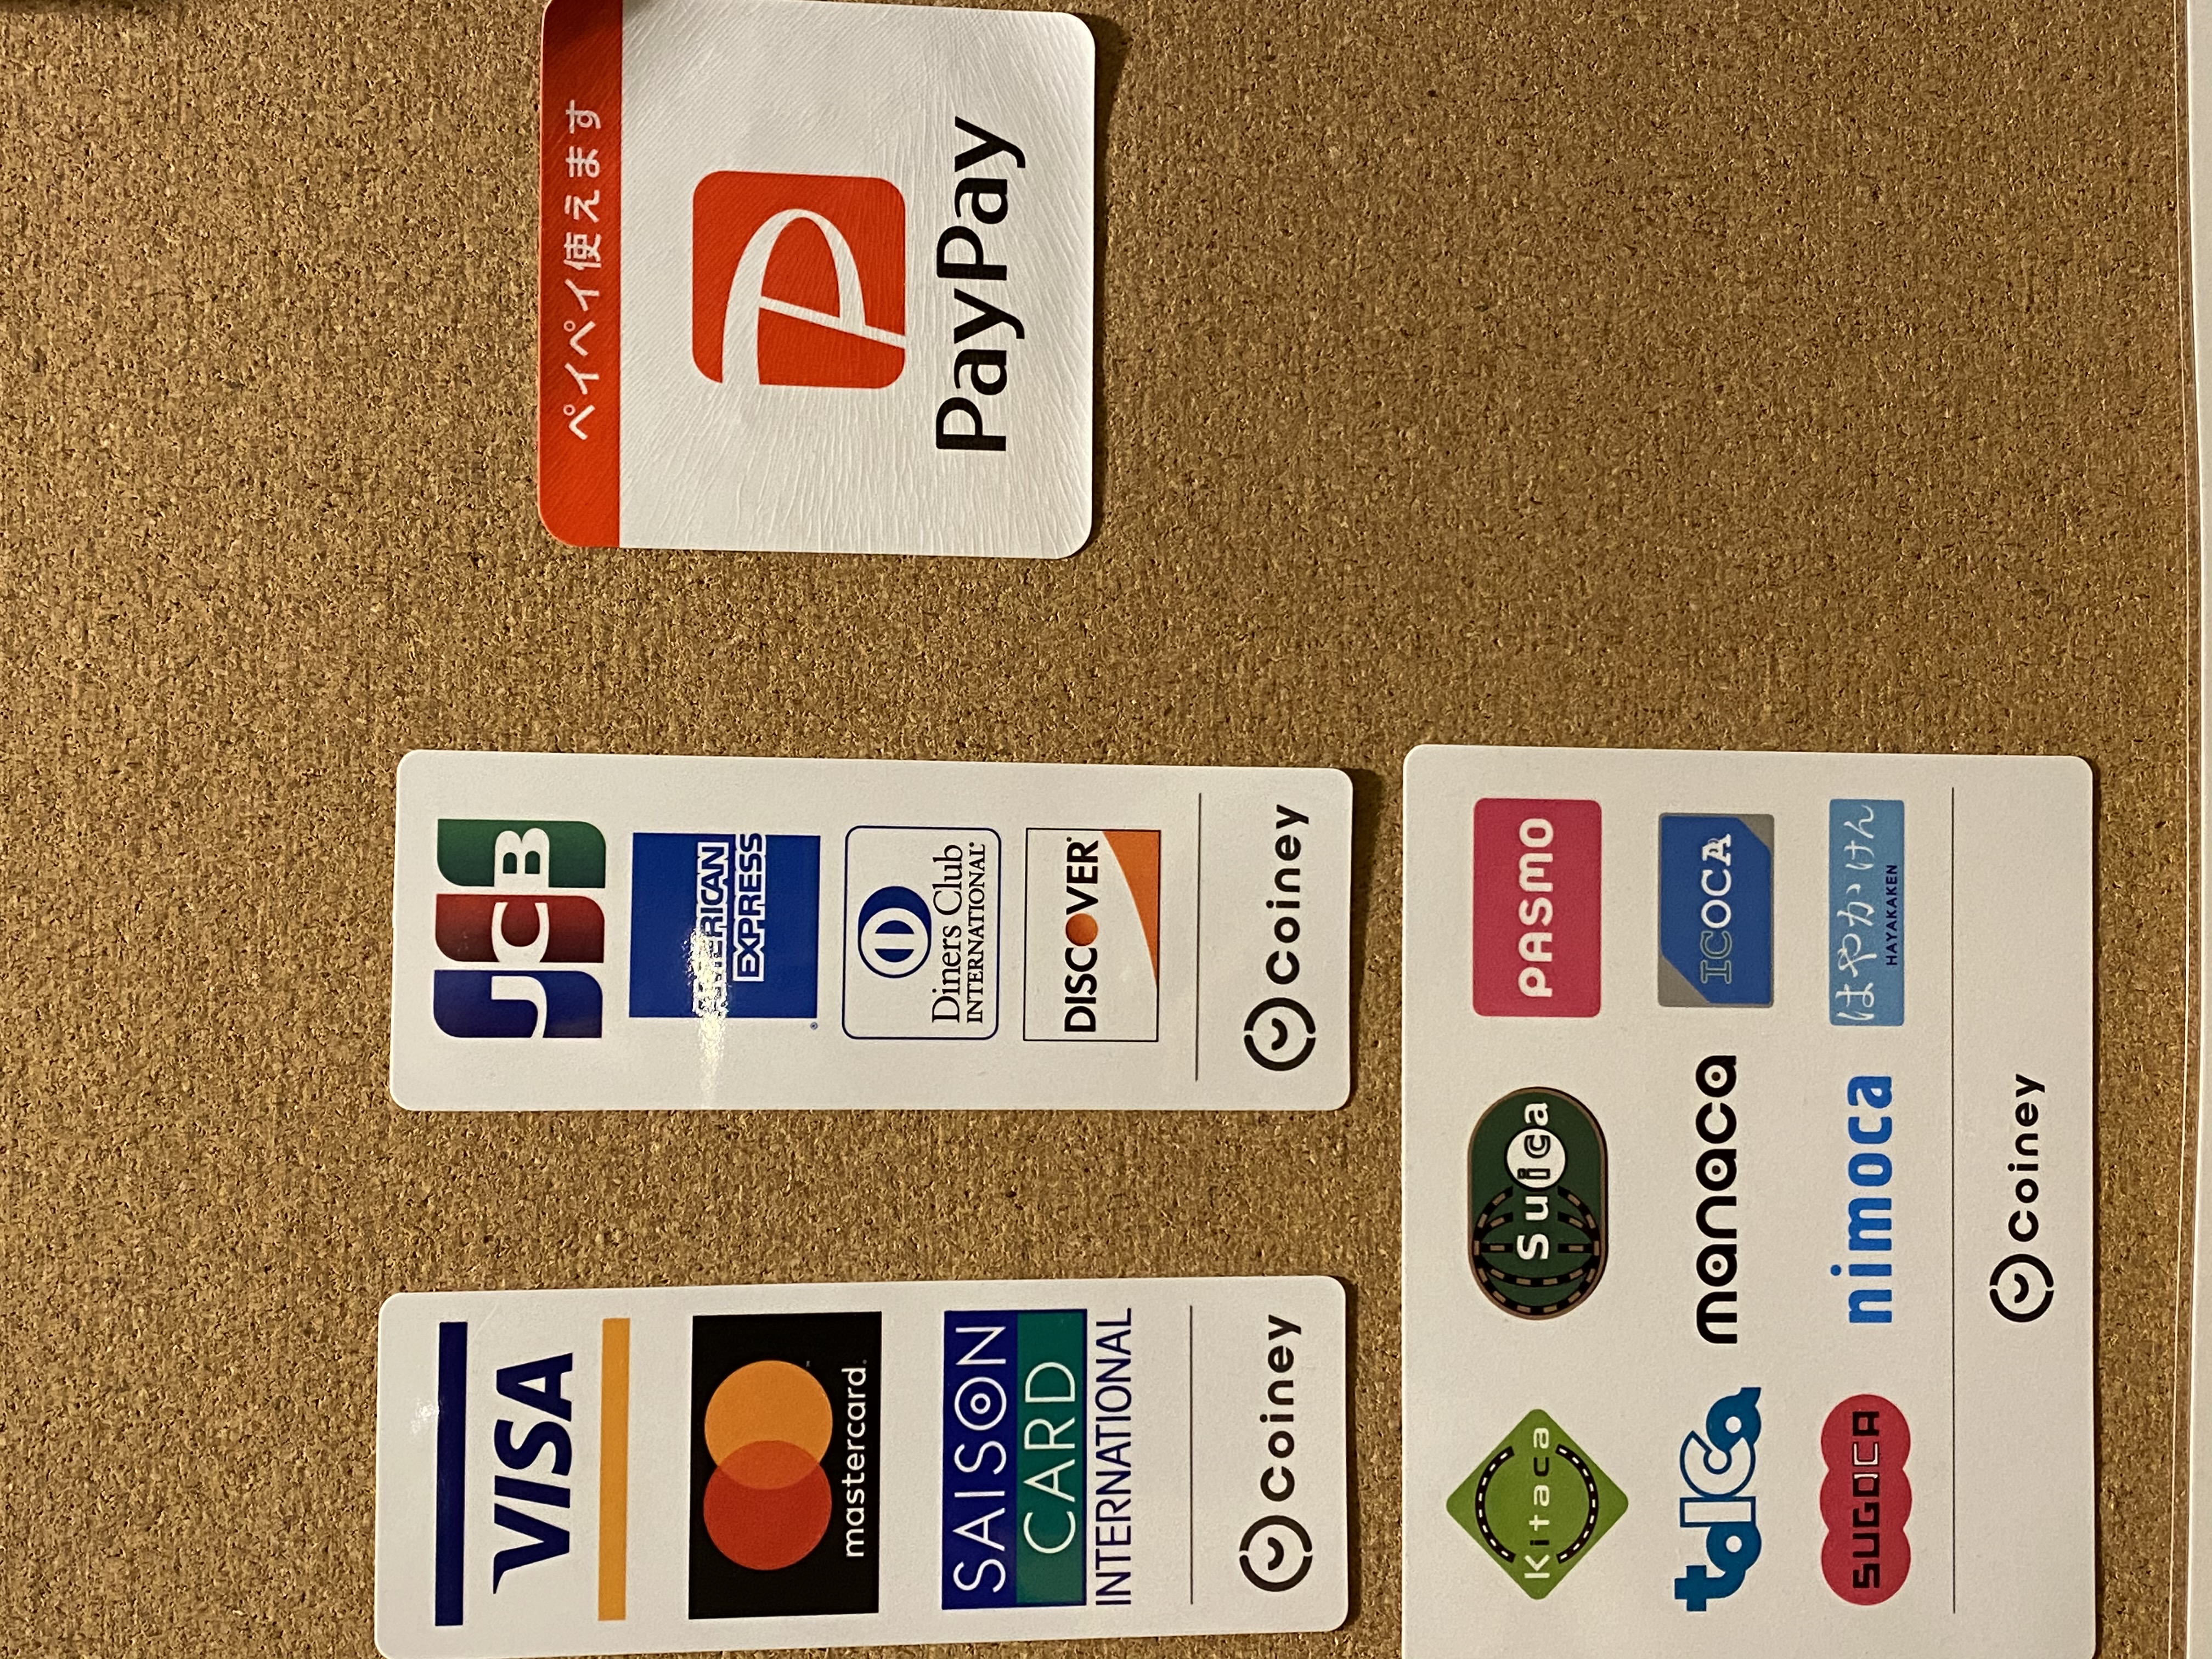 VISA
mastercard
SAISON
CARD
INTERNATIONAL
Coiney
JCB
AMERICAN
EXPRESS
Diners Club
INTERNATIONAL
DISCOVER
Coiney
ペイペイ使えます
PayPay
Kitaca
Suica
PASMO
toICa
manaca
ICOCA
SUGOCA
nimoca
はやかけん
HAYAKAKEN
Coiney